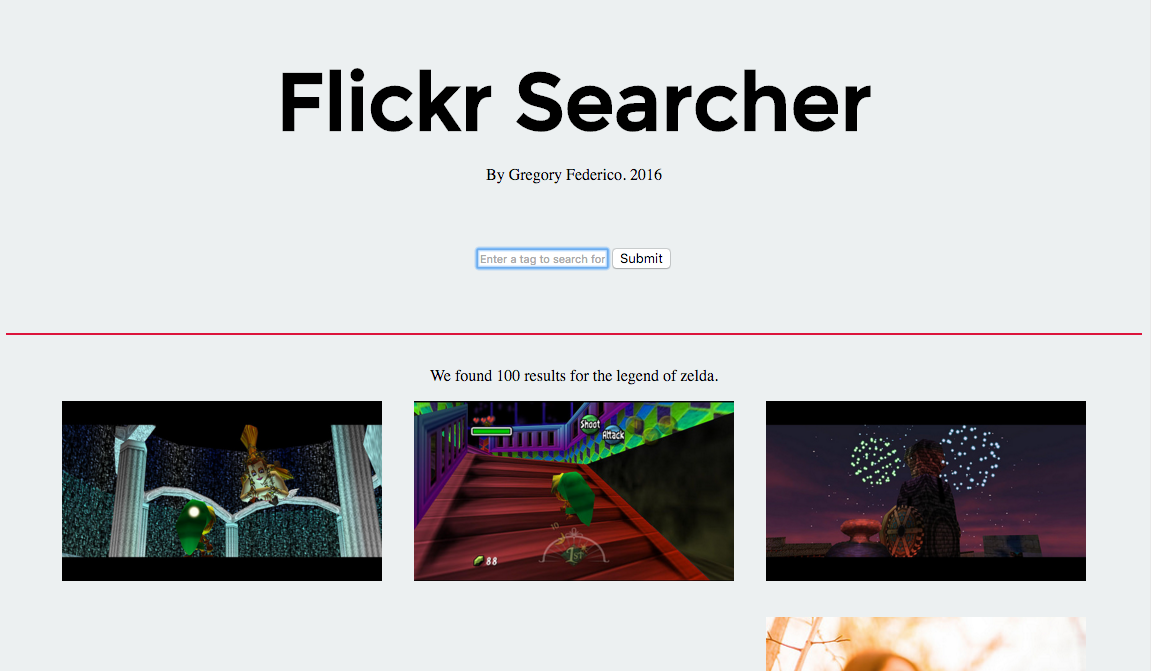 Flickr Searcher
By Gregory Federico. 2016
Enter a tag to search for
Submit
We found 100 results for the legend of zelda.
Shoot
Attack
10
1st
88